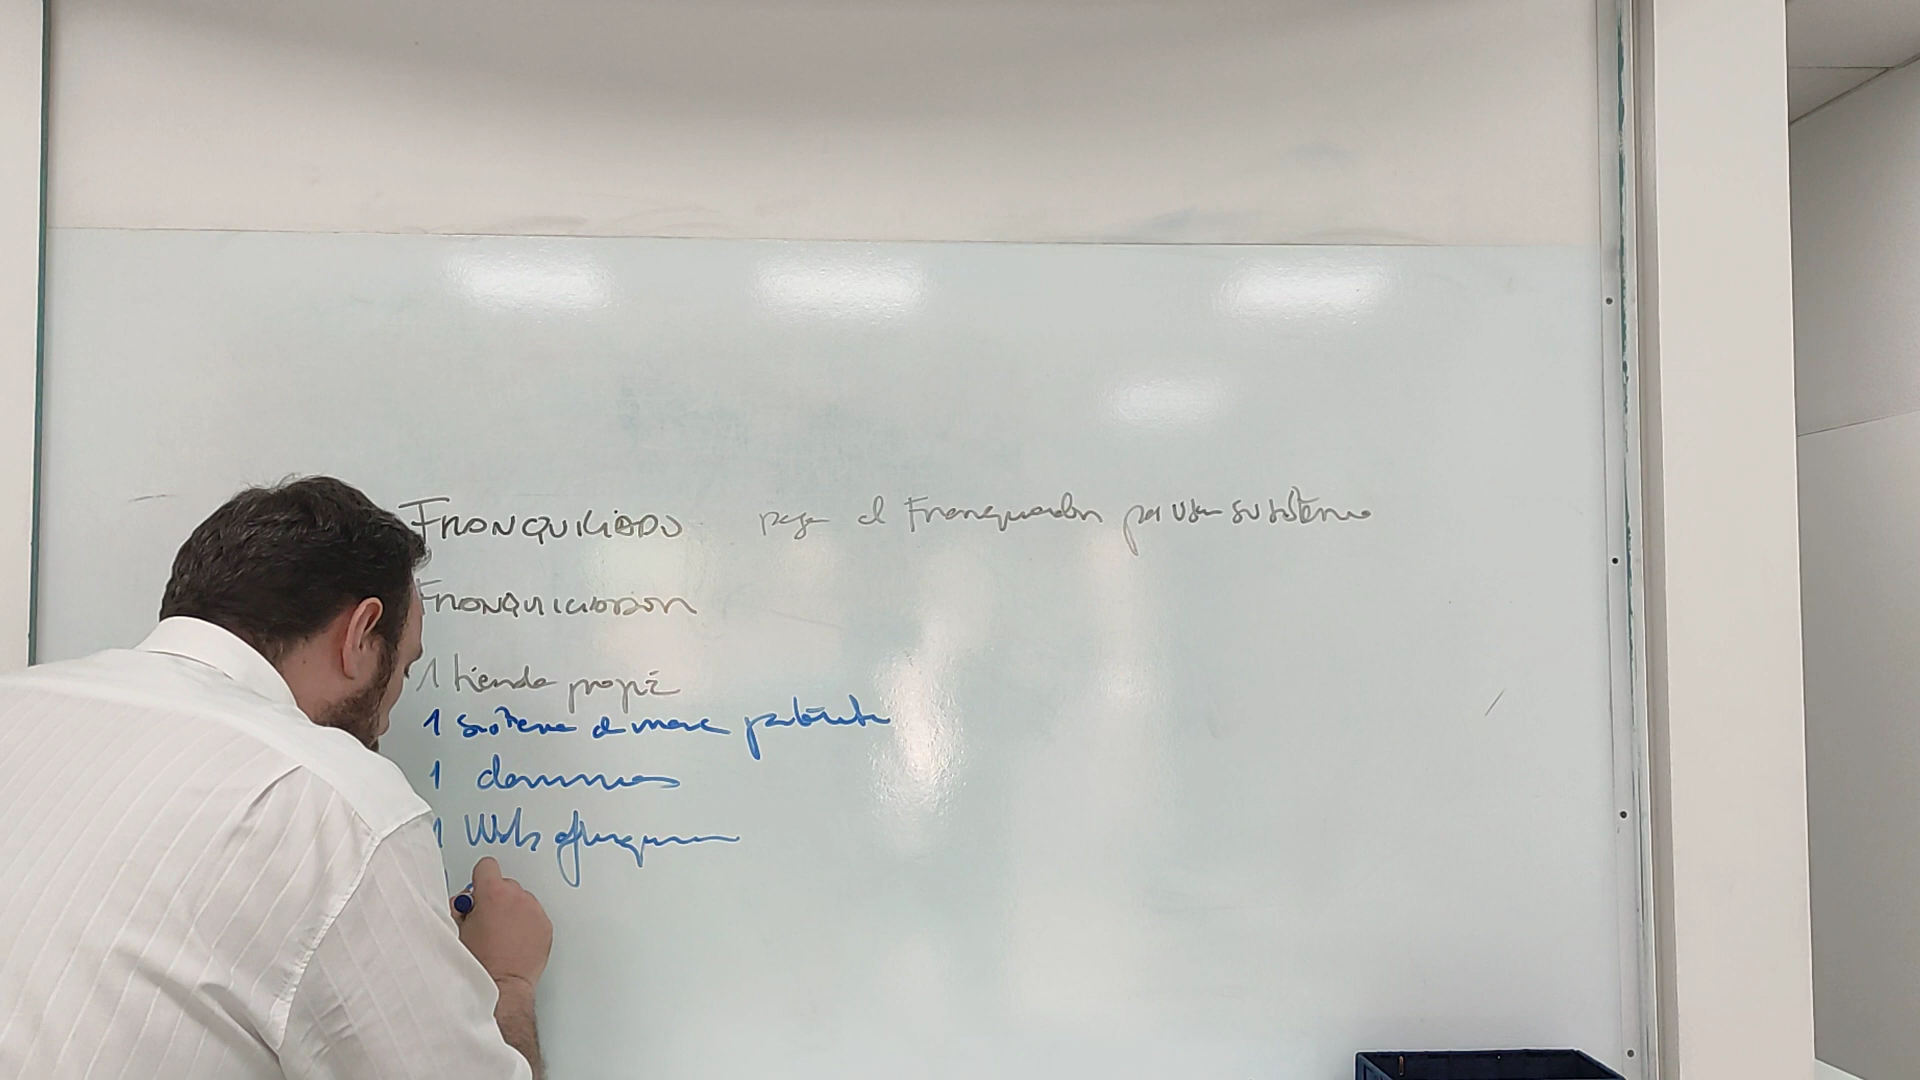 FRANQUICIADO paga al Franquiciador por usar su sistema
FRANQUICIADOR
1 tienda propia
1 sistema de marca patentada
1 dominios
1 Web